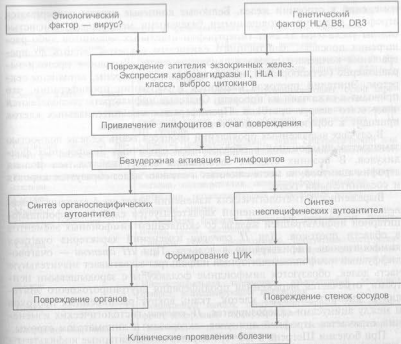 Этиологический
фактор — вирус?
Генетический
фактор HLA B8, DR3
Повреждение эпителия экзокринных желез.
Экспрессия карбоангидразы II, HLA II
класса, выброс цитокинов
Привлечение лимфоцитов в очаг повреждения
Безудержная активация В-лимфоцитов
Синтез органоспецифических
аутоантител
Синтез
неспецифических аутоантител
Формирование ЦИК
Повреждение органов
Повреждение стенок сосудов
Клинические проявления болезни